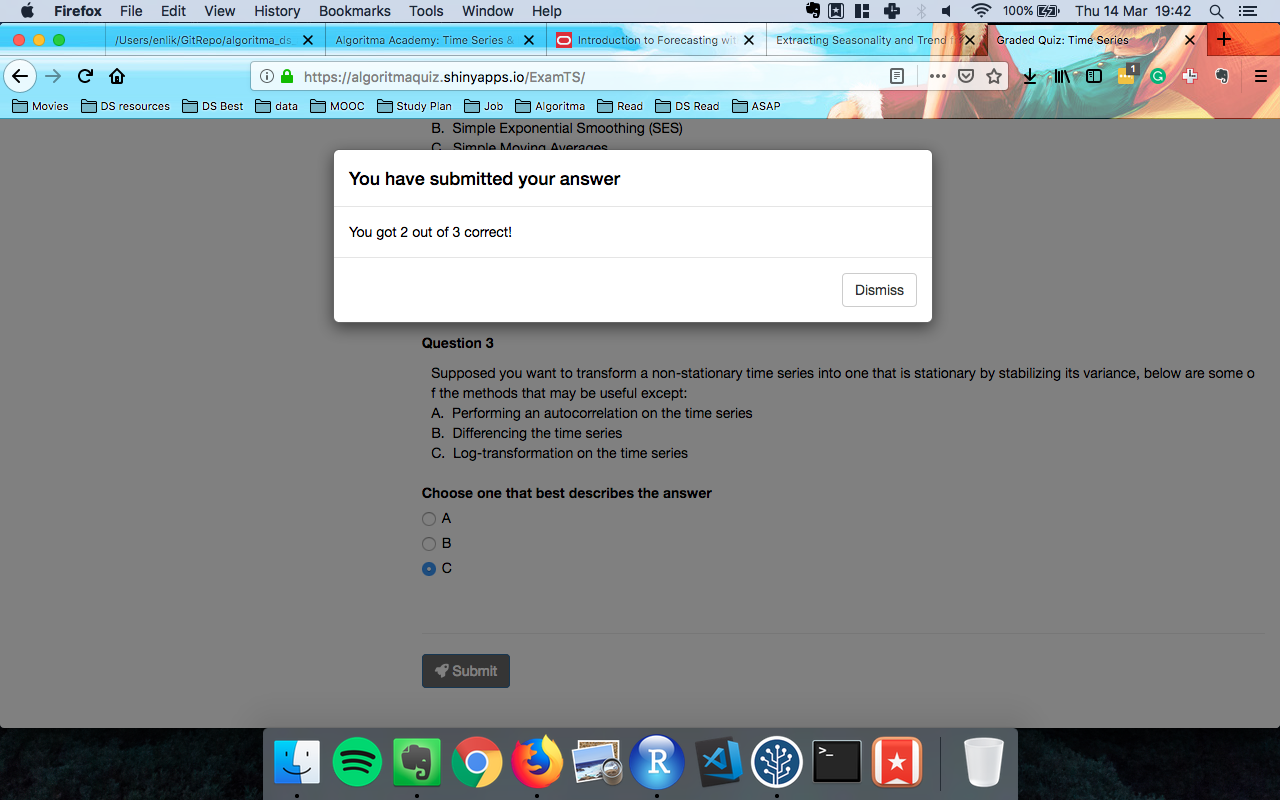 Firefox File Edit View History Bookmarks Tools Window Help 100% Thu 14 Mar 19:42
/Users/enlik/GitRepo/algoritma_ds Algoritma Academy: Time Series & Introduction to Forecasting wit Extracting Seasonality and Trend f Graded Quiz: Time Series
https://algoritmaquiz.shinyapps.io/ExamTS/ 1
Movies DS resources DS Best data MOOC Study Plan Job Algoritma Read DS Read ASAP
B. Simple Exponential Smoothing (SES)
C. Simple Moving Averages
You have submitted your answer
You got 2 out of 3 correct!
Dismiss
Question 3
Supposed you want to transform a non-stationary time series into one that is stationary by stabilizing its variance, below are some o
f the methods that may be useful except:
A. Performing an autocorrelation on the time series
B. Differencing the time series
C. Log-transformation on the time series
Choose one that best describes the answer
A
B
C
Submit
R >_